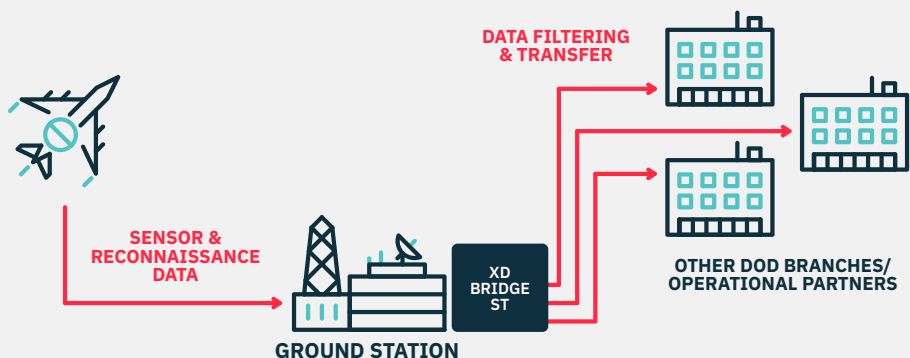 DATA FILTERING
& TRANSFER
SENSOR &
RECONNAISSANCE
DATA
XD
BRIDGE
ST
GROUND STATION
OTHER DOD BRANCHES/
OPERATIONAL PARTNERS